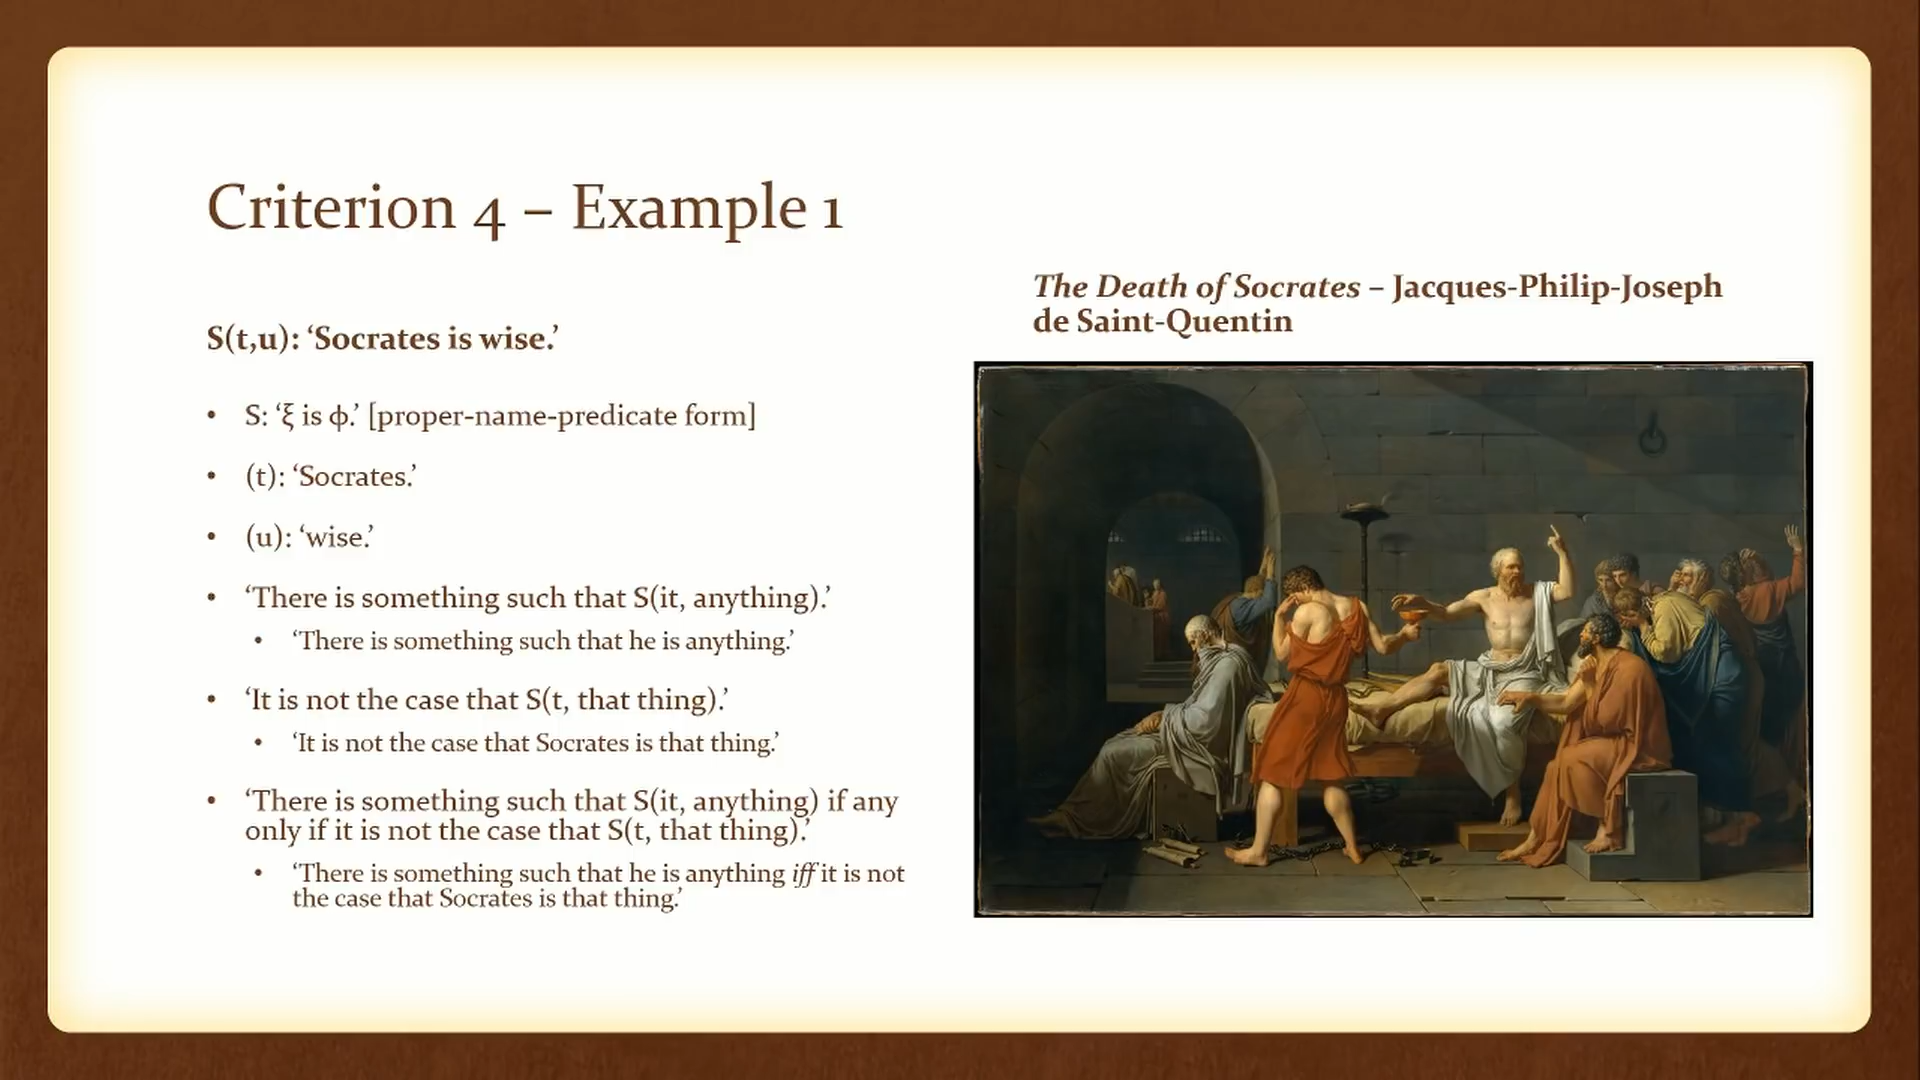 Criterion 4 – Example 1
S(t,u): ‘Socrates is wise.’
• S: ‘ξ is ϕ.’ [proper-name-predicate form]
• (t): ‘Socrates.’
• (u): ‘wise.’
• ‘There is something such that S(it, anything).’
• ‘There is something such that he is anything.’
• ‘It is not the case that S(t, that thing).’
• ‘It is not the case that Socrates is that thing.’
• ‘There is something such that S(it, anything) if any
only if it is not the case that S(t, that thing).’
• ‘There is something such that he is anything iff it is not
the case that Socrates is that thing.’
The Death of Socrates – Jacques-Philip-Joseph
de Saint-Quentin